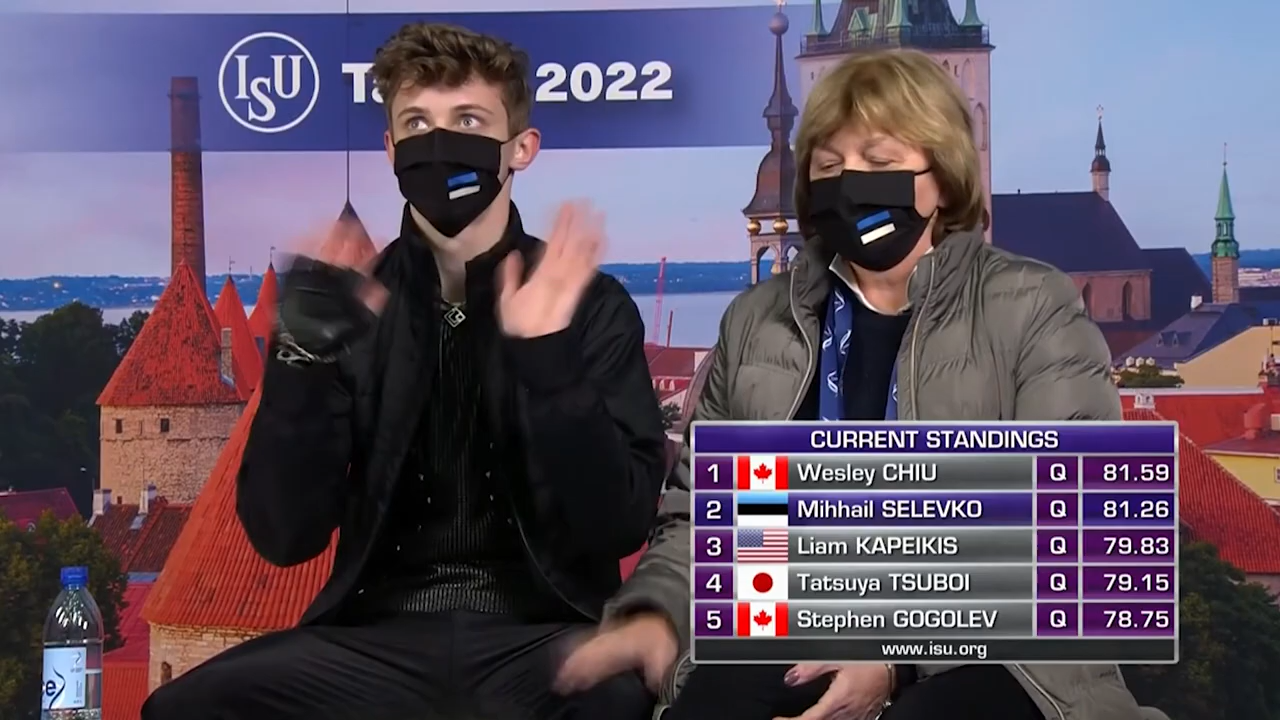 ISU Ta 2022
CURRENT STANDINGS
1 Wesley CHIU Q 81.59
2 Mihhail SELEVKO Q 81.26
3 Liam KAPEIKIS Q 79.83
4 Tatsuya TSUBOI Q 79.15
5 Stephen GOGOLEV Q 78.75
www.isu.org